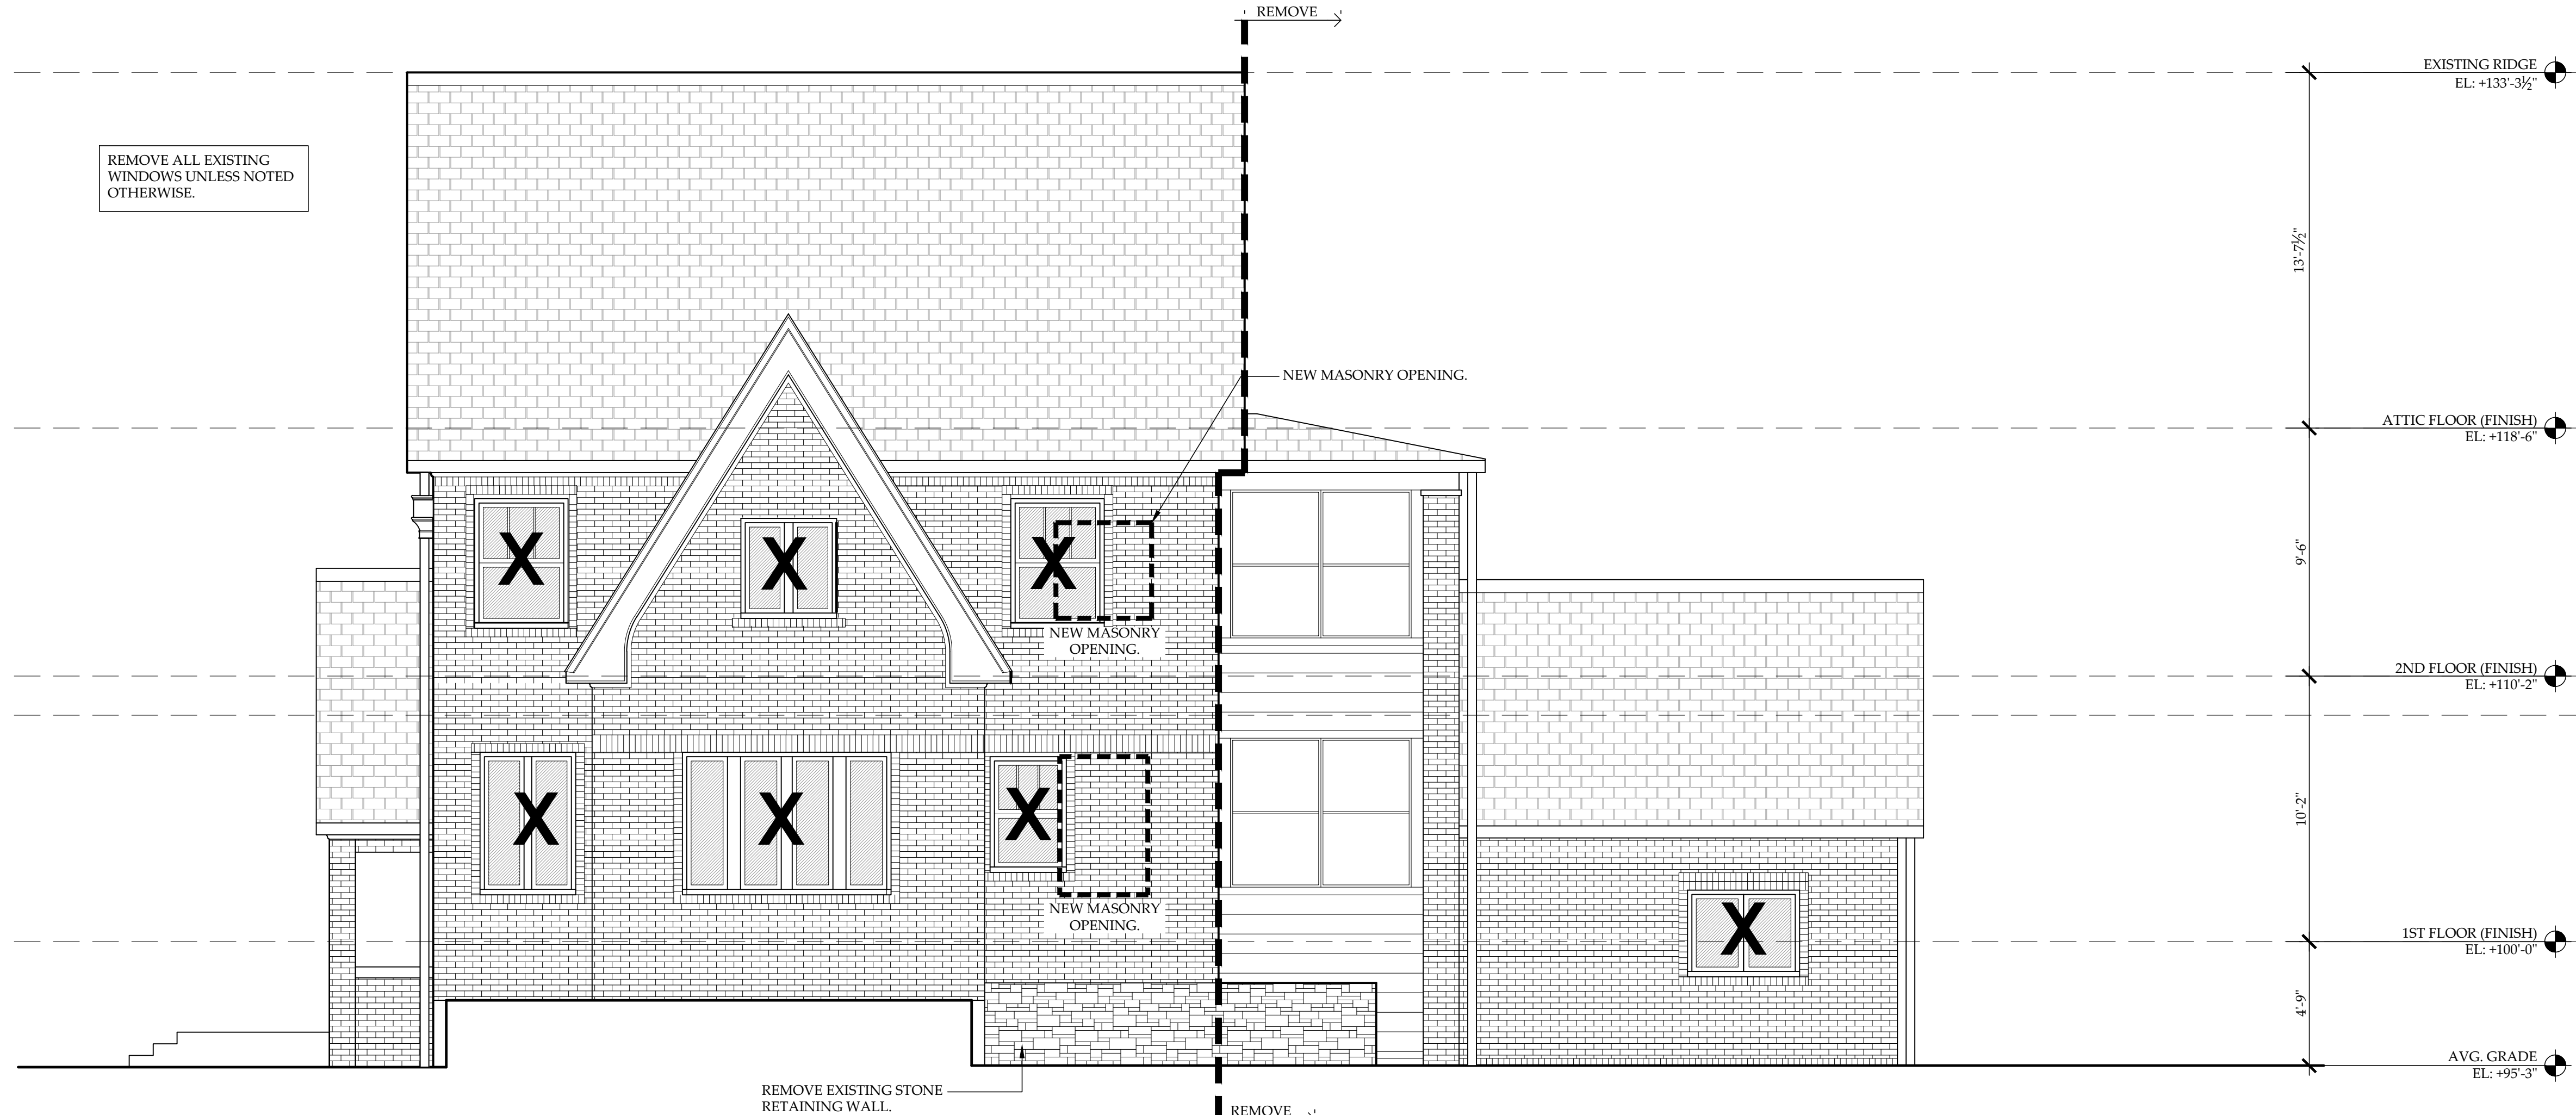 REMOVE
EXISTING RIDGE
EL: +133'-3½"
REMOVE ALL EXISTING
WINDOWS UNLESS NOTED
OTHERWISE.
13'-7½"
NEW MASONRY OPENING.
ATTIC FLOOR (FINISH)
EL: +118'-6"
X
X
X
9'-6"
NEW MASONRY
OPENING.
2ND FLOOR (FINISH)
EL: +110'-2"
X
X
X
10'-2"
NEW MASONRY
OPENING.
X
1ST FLOOR (FINISH)
EL: +100'-0"
4'-9"
AVG. GRADE
EL: +95'-3"
REMOVE EXISTING STONE
RETAINING WALL.
REMOVE